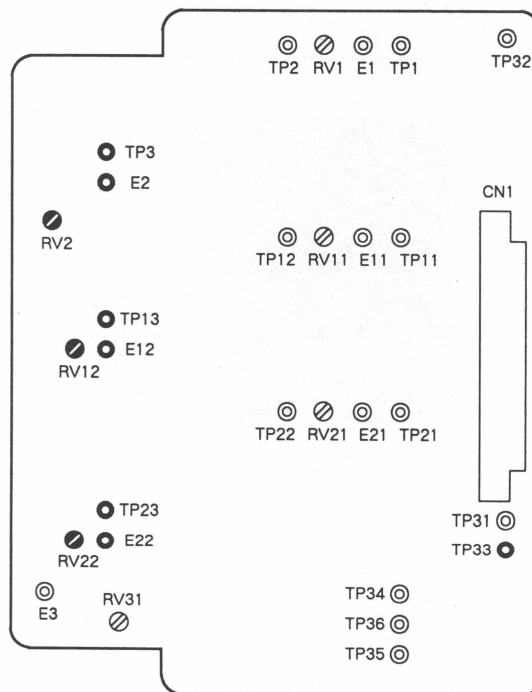 TP2 RV1 E1 TP1
TP32
TP3
E2
CN1
RV2
TP12 RV11 E11 TP11
TP13
E12
RV12
TP22 RV21 E21 TP21
TP23
TP31
E22
TP33
RV22
E3
RV31
TP34
TP36
TP35